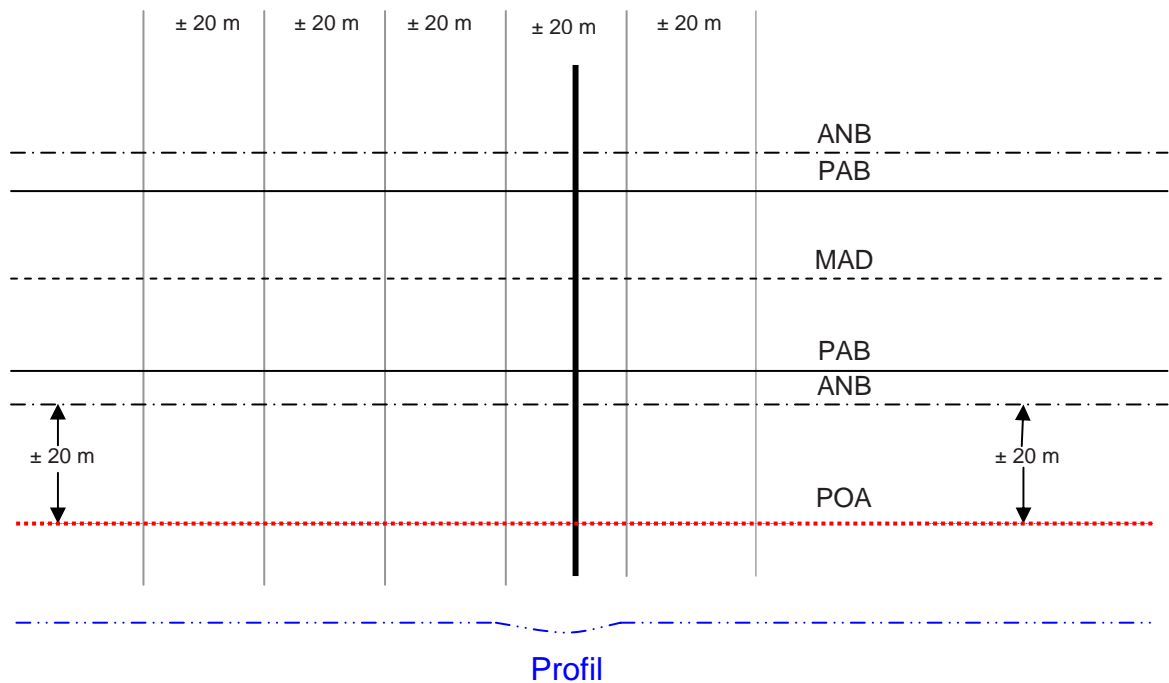 ± 20 m ± 20 m ± 20 m ± 20 m ± 20 m
ANB
PAB
MAD
PAB
ANB
± 20 m ± 20 m
POA
Profil